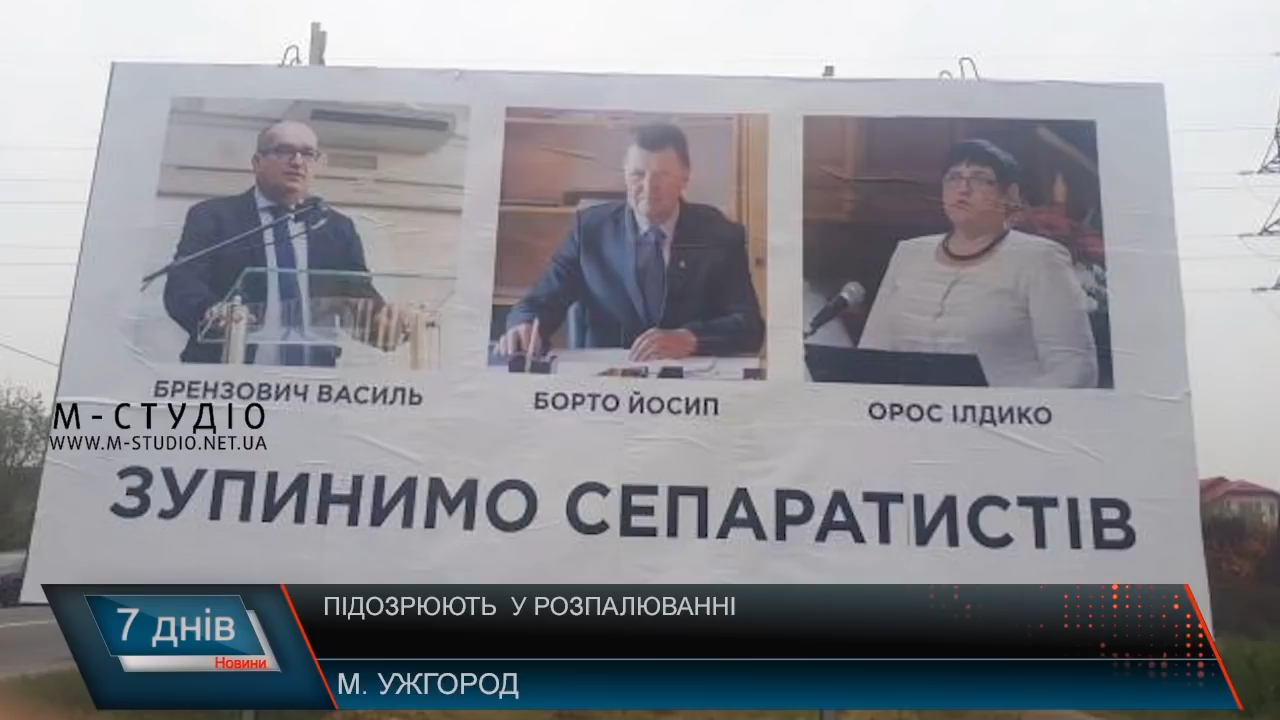 БРЕНЗОВИЧ ВАСИЛЬ
БОРТО ЙОСИП
ОРОС ІЛДИКО
М-СТУДІО
WWW.M-STUDIO.NET.UA
ЗУПИНИМО СЕПАРАТИСТІВ
7 днів
Новини
ПІДОЗРЮЮТЬ У РОЗПАЛЮВАННІ
М. УЖГОРОД